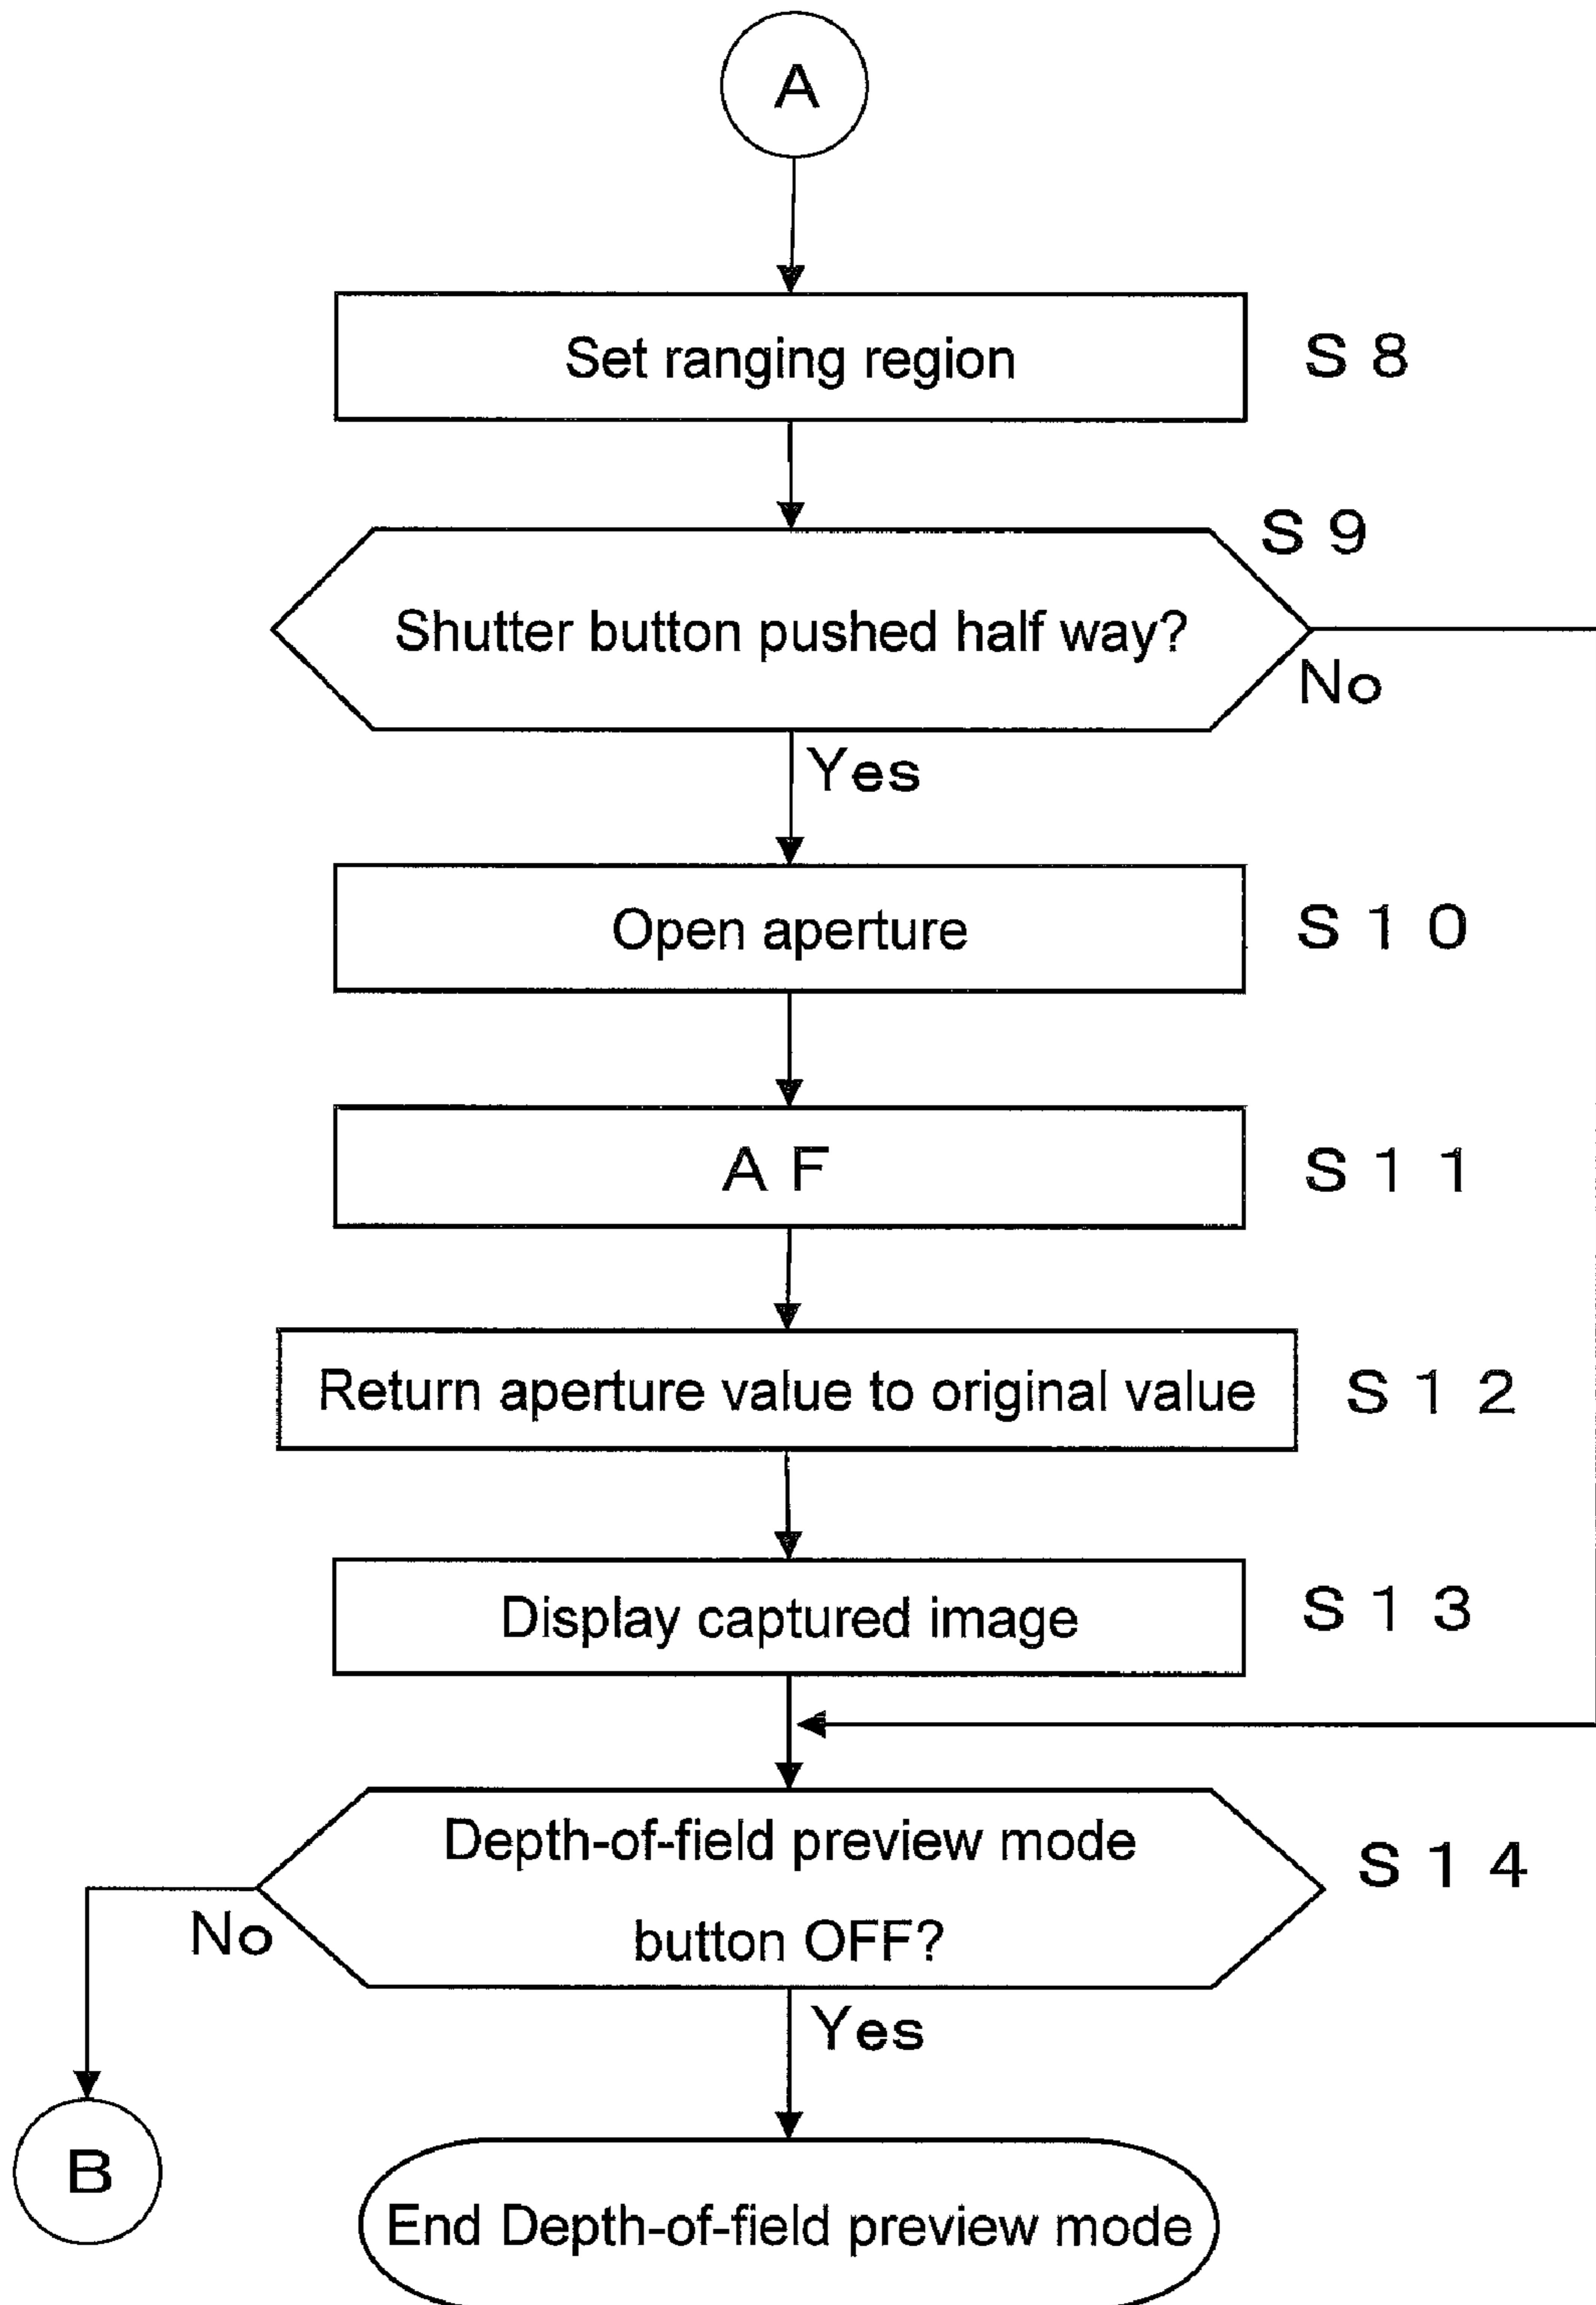 A
Set ranging region
S 8
S 9
Shutter button pushed half way?
No
Yes
Open aperture
S 1 0
A F
S 1 1
Return aperture value to original value
S 1 2
Display captured image
S 1 3
Depth-of-field preview mode
button OFF?
S 1 4
No
Yes
B
End Depth-of-field preview mode